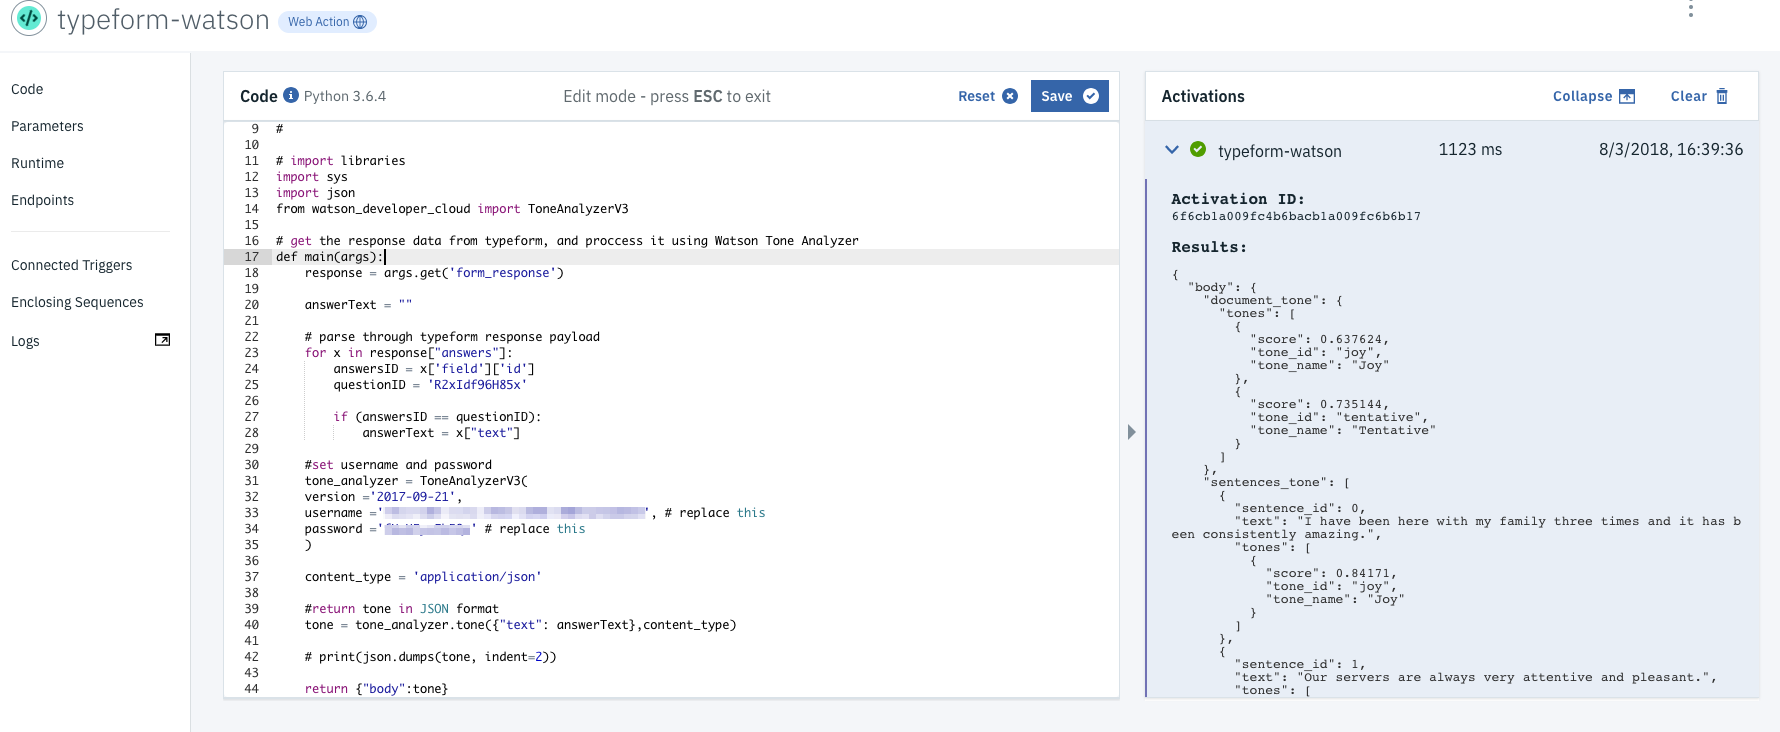 typeform-watson Web Action
Code
Parameters
Runtime
Endpoints
Connected Triggers
Enclosing Sequences
Logs
Code Python 3.6.4 Edit mode - press ESC to exit Reset Save
9 #
10
11 # import libraries
12 import sys
13 import json
14 from watson_developer_cloud import ToneAnalyzerV3
15
16 # get the response data from typeform, and proccess it using Watson Tone Analyzer
17 def main(args):
18     response = args.get('form_response')
19
20     answerText = ""
21
22     # parse through typeform response payload
23     for x in response["answers"]:
24         answersID = x['field']['id']
25         questionID = 'R2xIdf96H85x'
26
27         if (answersID == questionID):
28             answerText = x["text"]
29
30     #set username and password
31     tone_analyzer = ToneAnalyzerV3(
32     version ='2017-09-21',
33     username ='', # replace this
34     password ='' # replace this
35     )
36
37     content_type = 'application/json'
38
39     #return tone in JSON format
40     tone = tone_analyzer.tone({"text": answerText},content_type)
41
42     # print(json.dumps(tone, indent=2))
43
44     return {"body":tone}
Activations Collapse Clear
typeform-watson 1123 ms 8/3/2018, 16:39:36
Activation ID:
6f6cb1a009fc4b6bacb1a009fc6b6b17
Results:
{
  "body": {
    "document_tone": {
      "tones": [
        {
          "score": 0.637624,
          "tone_id": "joy",
          "tone_name": "Joy"
        },
        {
          "score": 0.735144,
          "tone_id": "tentative",
          "tone_name": "Tentative"
        }
      ]
    },
    "sentences_tone": [
      {
        "sentence_id": 0,
        "text": "I have been here with my family three times and it has b
een consistently amazing.",
        "tones": [
          {
            "score": 0.84171,
            "tone_id": "joy",
            "tone_name": "Joy"
          }
        ]
      },
      {
        "sentence_id": 1,
        "text": "Our servers are always very attentive and pleasant.",
        "tones": [